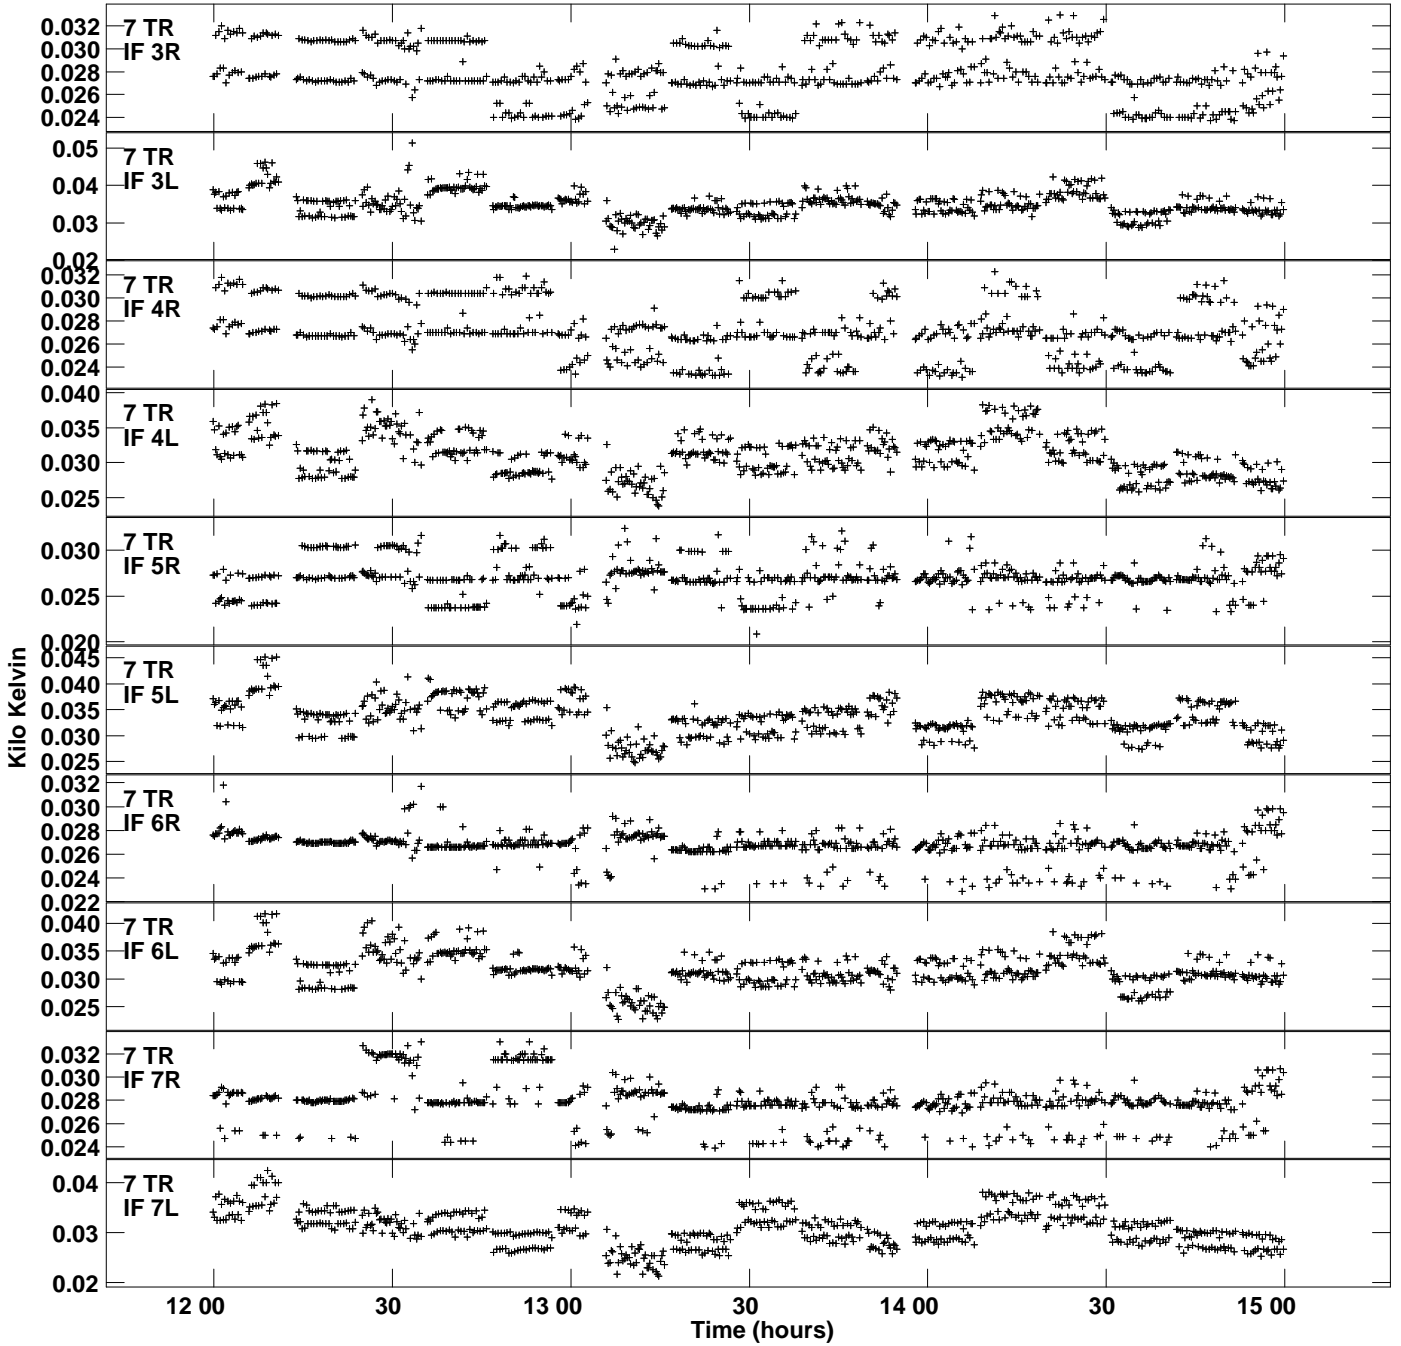 0.032
0.030
0.028
0.026
0.024
7 TR
IF 3R
0.05
0.04
0.03
0.02
7 TR
IF 3L
0.032
0.030
0.028
0.026
0.024
7 TR
IF 4R
0.040
0.035
0.030
0.025
7 TR
IF 4L
0.030
0.025
0.020
7 TR
IF 5R
0.045
0.040
0.035
0.030
0.025
7 TR
IF 5L
0.032
0.030
0.028
0.026
0.024
0.022
7 TR
IF 6R
0.040
0.035
0.030
0.025
7 TR
IF 6L
0.032
0.030
0.028
0.026
0.024
7 TR
IF 7R
0.04
0.03
0.02
7 TR
IF 7L
Kilo Kelvin
12 00 30 13 00 30 14 00 30 15 00
Time (hours)